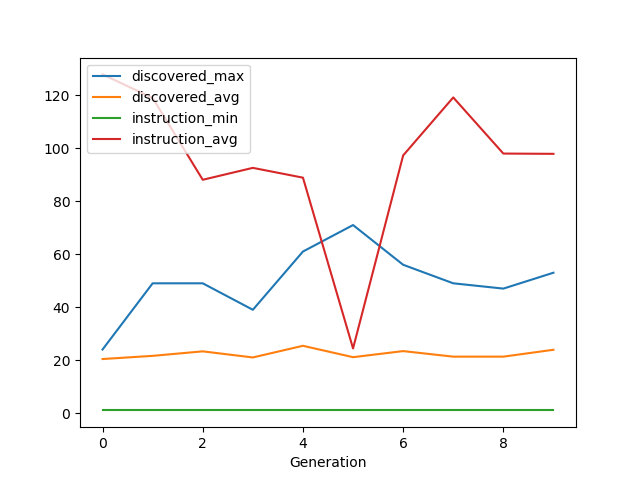 discovered_max
discovered_avg
instruction_min
instruction_avg
120
100
80
60
40
20
0
0 2 4 6 8
Generation